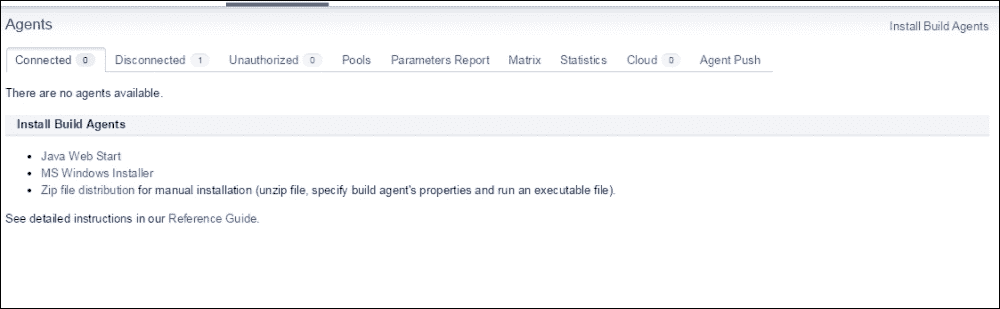 Agents
Install Build Agents
Connected 0 Disconnected 1 Unauthorized 0 Pools Parameters Report Matrix Statistics Cloud 0 Agent Push
There are no agents available.
Install Build Agents
Java Web Start
MS Windows Installer
Zip file distribution for manual installation (unzip file, specify build agent's properties and run an executable file).
See detailed instructions in our Reference Guide.